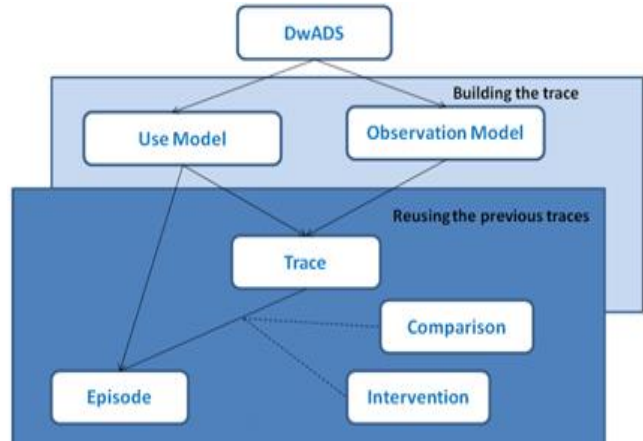 DwADS
Building the trace
Use Model
Observation Model
Reusing the previous traces
Trace
Comparison
Episode
Intervention